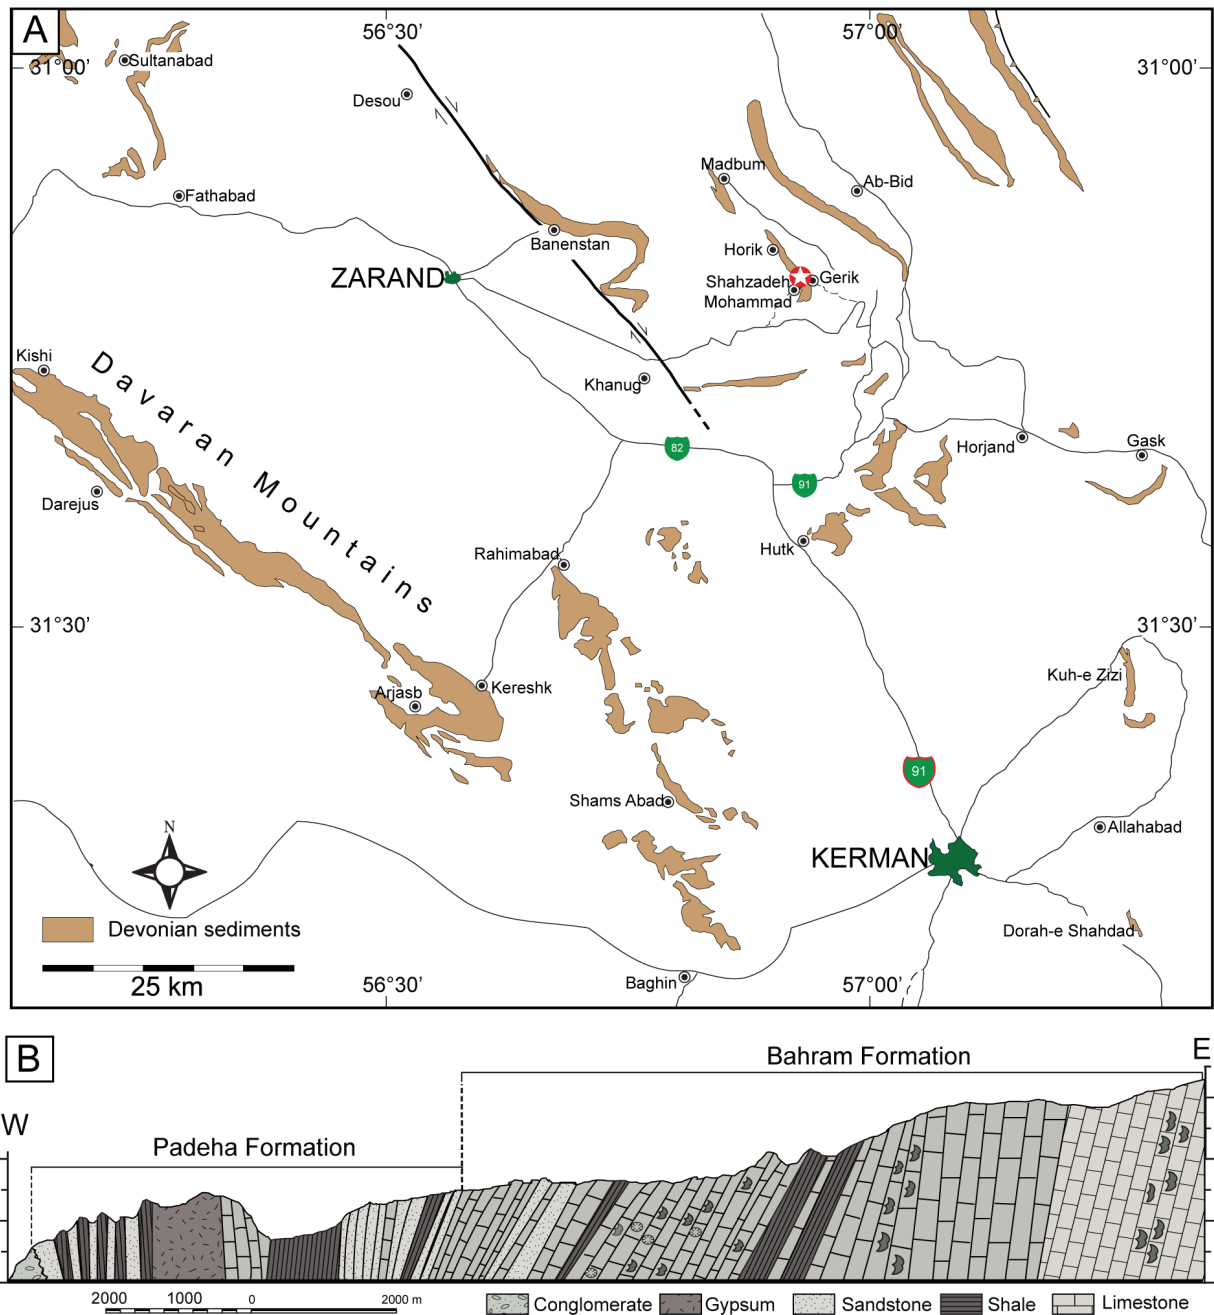 A
56°30’
57°00’
31°00’
31°00’
Sultanabad
Desou
Fathabad
Madbum
Ab-Bid
Banenstan
Horik
ZARAND
Shahzadeh
Mohammad
Gerik
Kishi
Khanug
Davaran Mountains
82
91
Horjand
Gask
Darejus
Rahimabad
Hutk
31°30’
31°30’
Kuh-e Zizi
Arjasb
Kereshk
91
Shams Abad
N
Allahabad
KERMAN
Devonian sediments
Dorah-e Shahdad
25 km
Baghin
56°30’
57°00’
B
Bahram Formation
E
W
Padeha Formation
2000
1000
0
2000 m
Conglomerate
Gypsum
Sandstone
Shale
Limestone